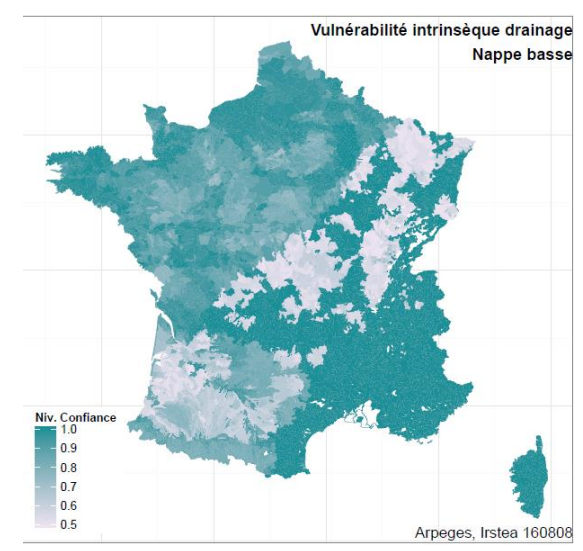 Vulnérabilité intrinsèque drainage
Nappe basse
Niv. Confiance
1.0
0.9
0.8
0.7
0.6
0.5
Arpeges, Irstea 160808